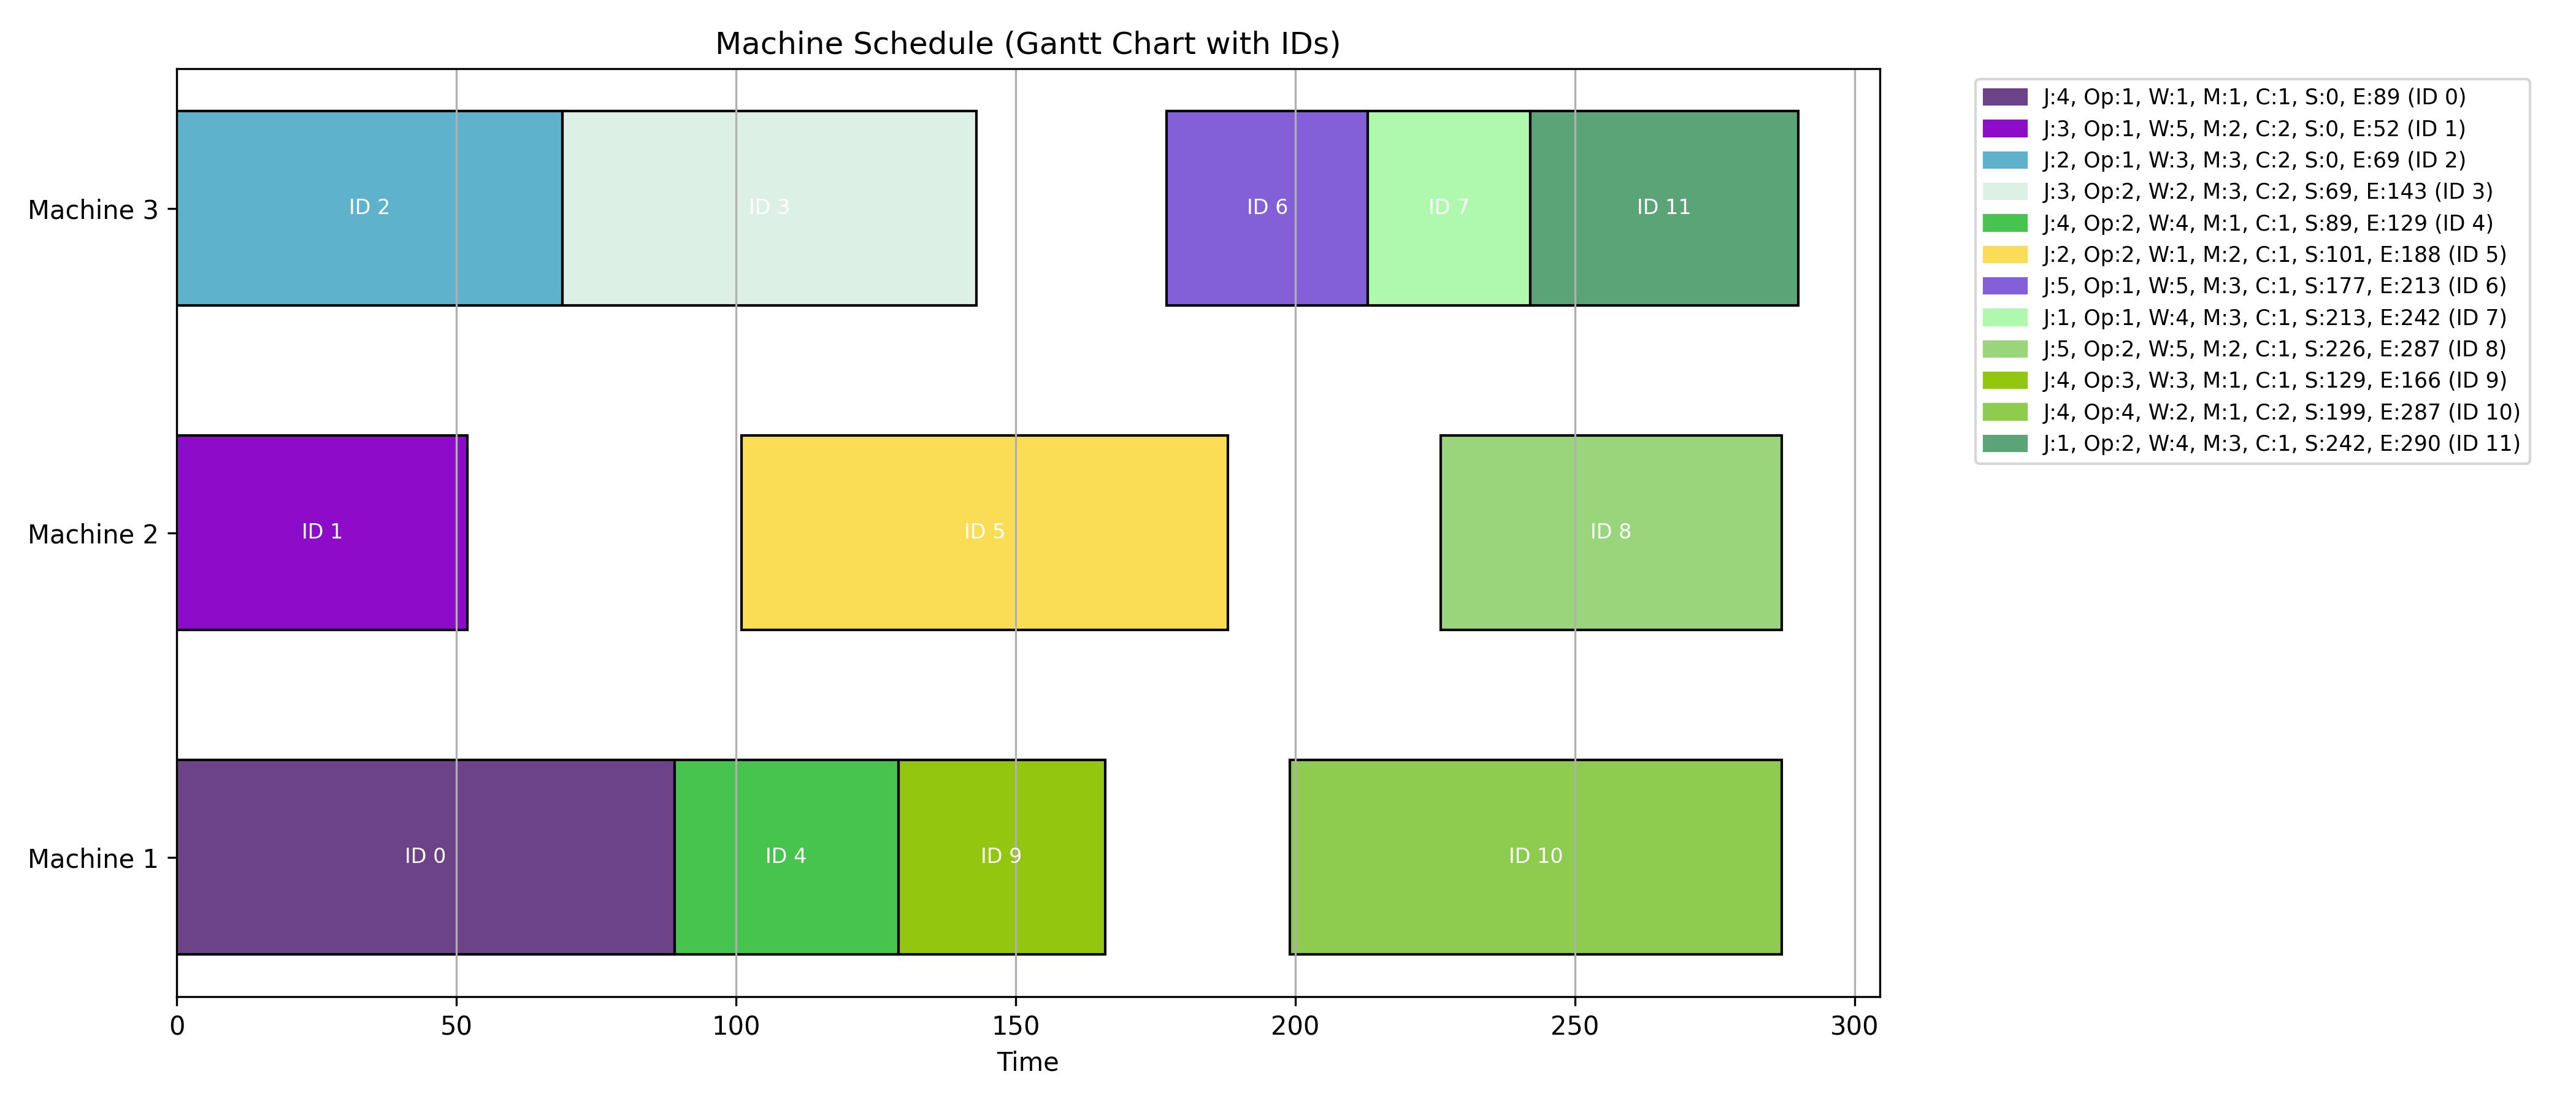 Machine Schedule (Gantt Chart with IDs)
Machine 3
ID 2
ID 3
ID 6
ID 7
ID 11
Machine 2
ID 1
ID 5
ID 8
Machine 1
ID 0
ID 4
ID 9
ID 10
0 50 100 150 200 250 300
Time
J:4, Op:1, W:1, M:1, C:1, S:0, E:89 (ID 0)
J:3, Op:1, W:5, M:2, C:2, S:0, E:52 (ID 1)
J:2, Op:1, W:3, M:3, C:2, S:0, E:69 (ID 2)
J:3, Op:2, W:2, M:3, C:2, S:69, E:143 (ID 3)
J:4, Op:2, W:4, M:1, C:1, S:89, E:129 (ID 4)
J:2, Op:2, W:1, M:2, C:1, S:101, E:188 (ID 5)
J:5, Op:1, W:5, M:3, C:1, S:177, E:213 (ID 6)
J:1, Op:1, W:4, M:3, C:1, S:213, E:242 (ID 7)
J:5, Op:2, W:5, M:2, C:1, S:226, E:287 (ID 8)
J:4, Op:3, W:3, M:1, C:1, S:129, E:166 (ID 9)
J:4, Op:4, W:2, M:1, C:2, S:199, E:287 (ID 10)
J:1, Op:2, W:4, M:3, C:1, S:242, E:290 (ID 11)